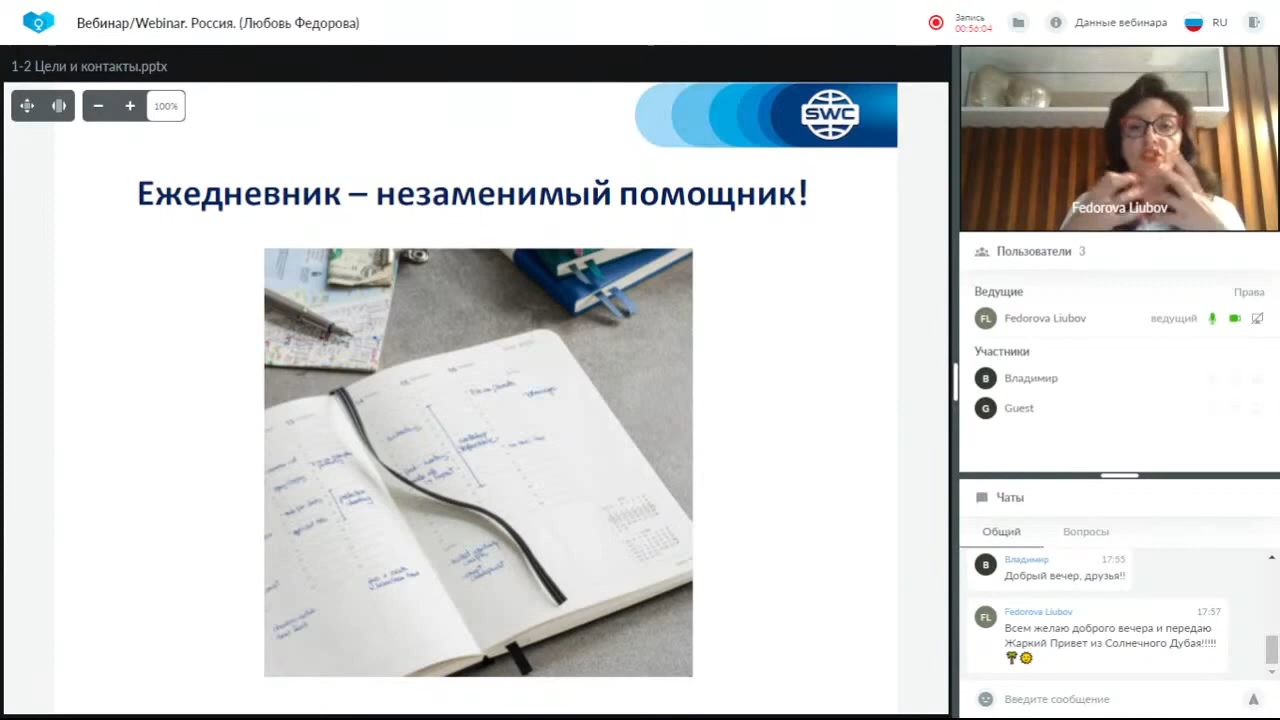 Вебинар/Webinar. Россия. (Любовь Федорова)
Запись
00:56:04
Данные вебинара
RU
1-2 Цели и контакты.pptx
100%
SWC
Ежедневник – незаменимый помощник!
Fedorova Liubov
Пользователи 3
Ведущие Права
FL Fedorova Liubov ведущий
Участники
В Владимир
G Guest
Чаты
Общий Вопросы
В Владимир 17:55
Добрый вечер, друзья!!
FL Fedorova Liubov 17:57
Всем желаю доброго вечера и передаю
Жаркий Привет из Солнечного Дубая!!!!!
Введите сообщение